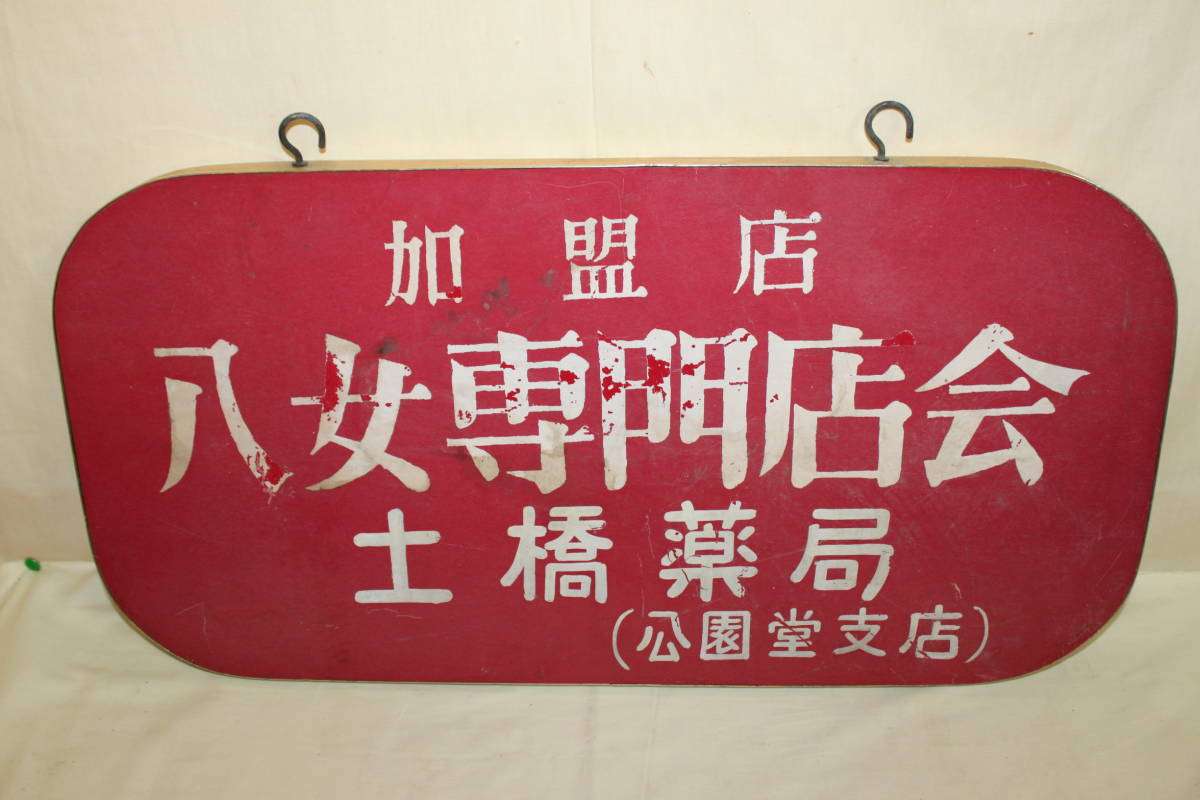 加盟店
八女専門店会
土橋薬局
(公園堂支店)